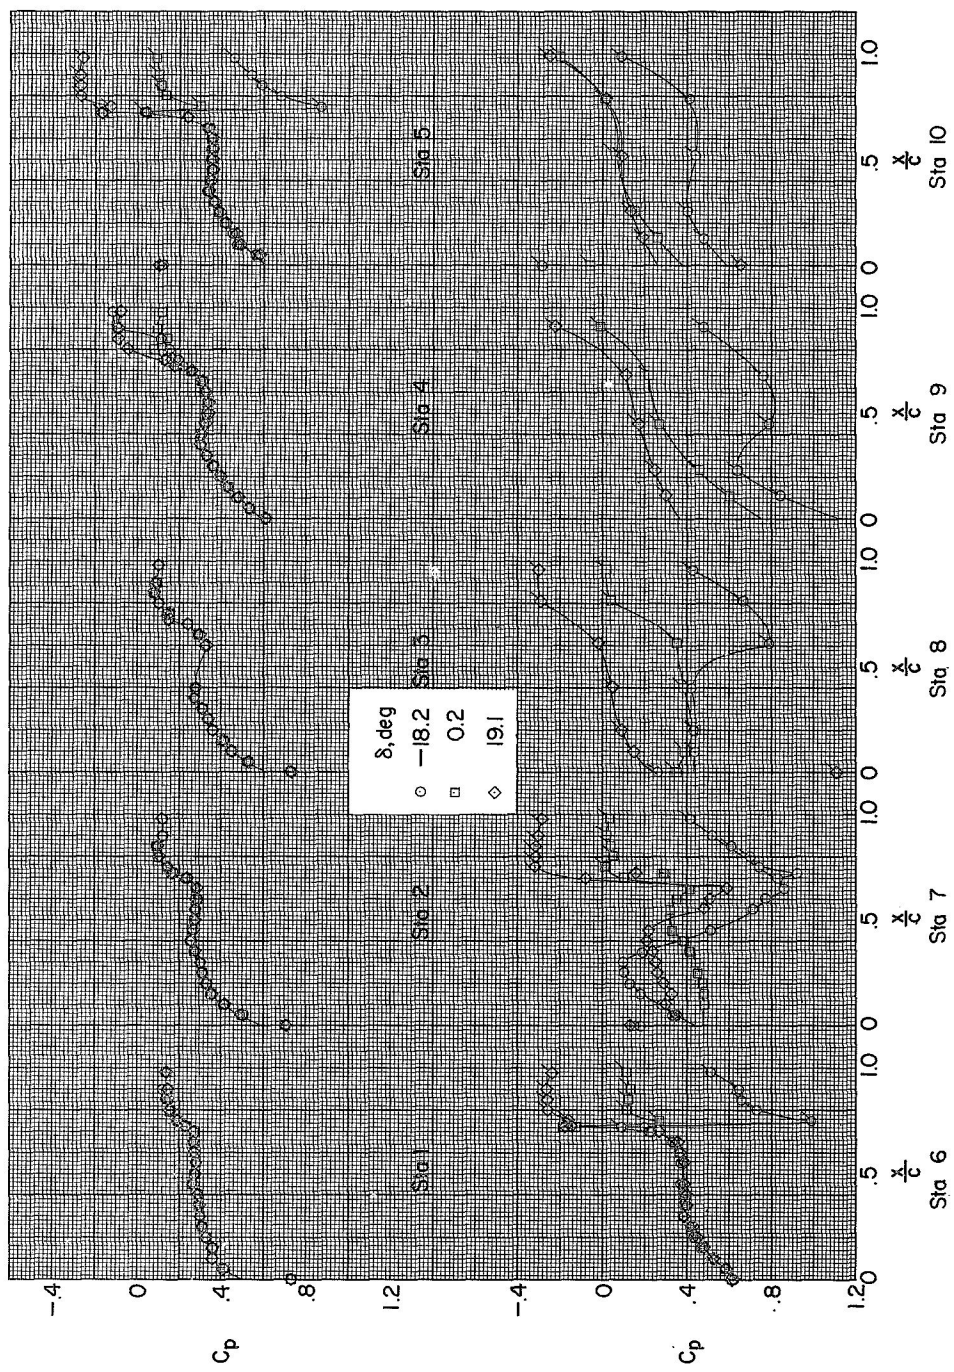 -.4
0
.4
.8
1.2
Cp
Sta 1
Sta 2
Sta 3
Sta 4
Sta 5
δ, deg
○ -18.2
□ 0.2
◇ 19.1
-.4
0
.4
.8
1.2
Cp
0 .5 1.0
0 .5 1.0
0 .5 1.0
0 .5 1.0
0 .5 1.0
x/c x/c x/c x/c x/c
Sta 6 Sta 7 Sta 8 Sta 9 Sta 10